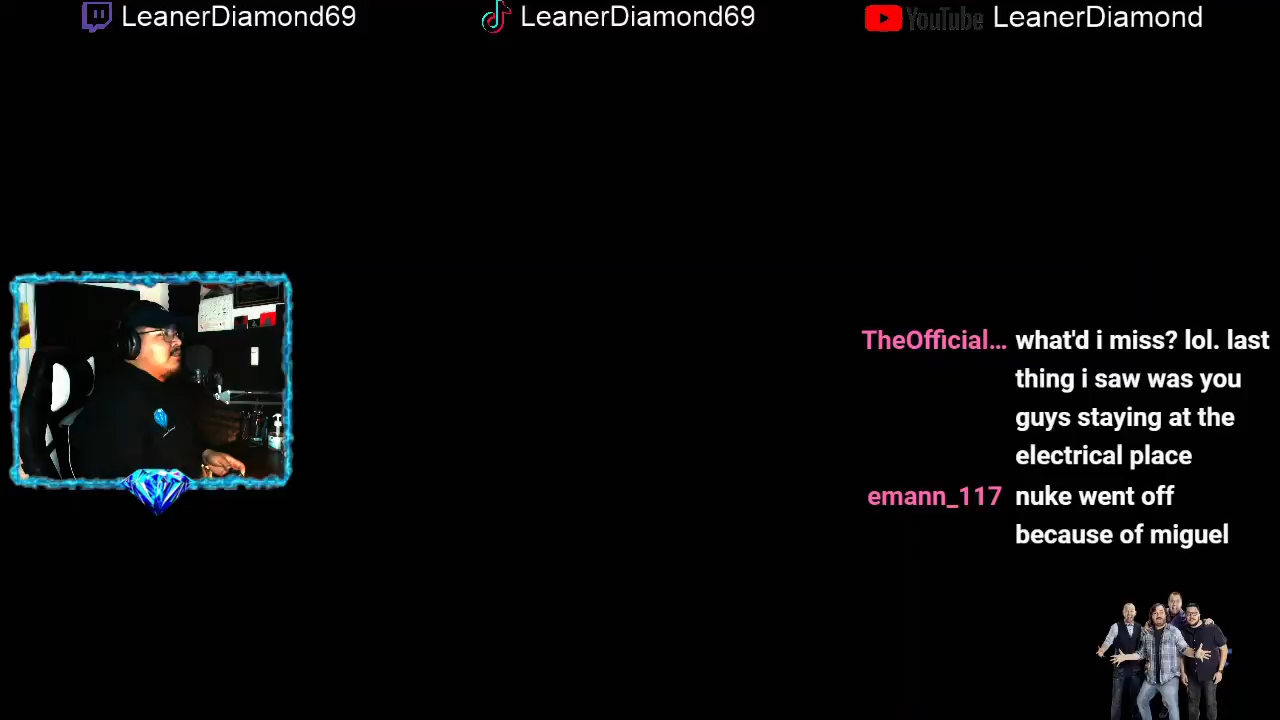 LeanerDiamond69
LeanerDiamond69
YouTube LeanerDiamond
TheOfficial... what'd i miss? lol. last
thing i saw was you
guys staying at the
electrical place
emann_117 nuke went off
because of miguel